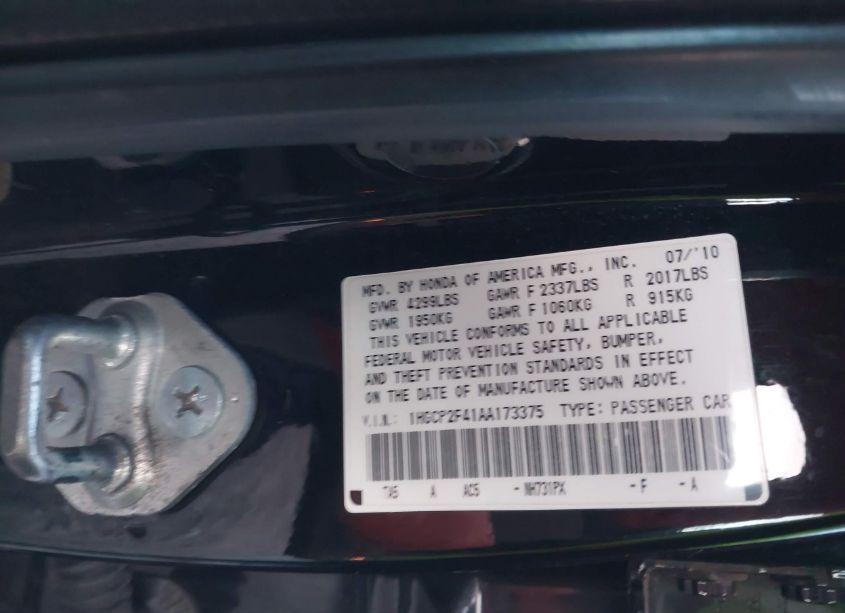 MFD. BY HONDA OF AMERICA MFG., INC. 07/'10
GVWR 4299LBS GAWR F 2337LBS R 2017LBS
GVWR 1950KG GAWR F 1060KG R 915KG
THIS VEHICLE CONFORMS TO ALL APPLICABLE
FEDERAL MOTOR VEHICLE SAFETY, BUMPER,
AND THEFT PREVENTION STANDARDS IN EFFECT
ON THE DATE OF MANUFACTURE SHOWN ABOVE.
V.I.N.: 1HGCP2F41AA173375 TYPE: PASSENGER CAR
TA5 A AC5 -NH731PX -F -A